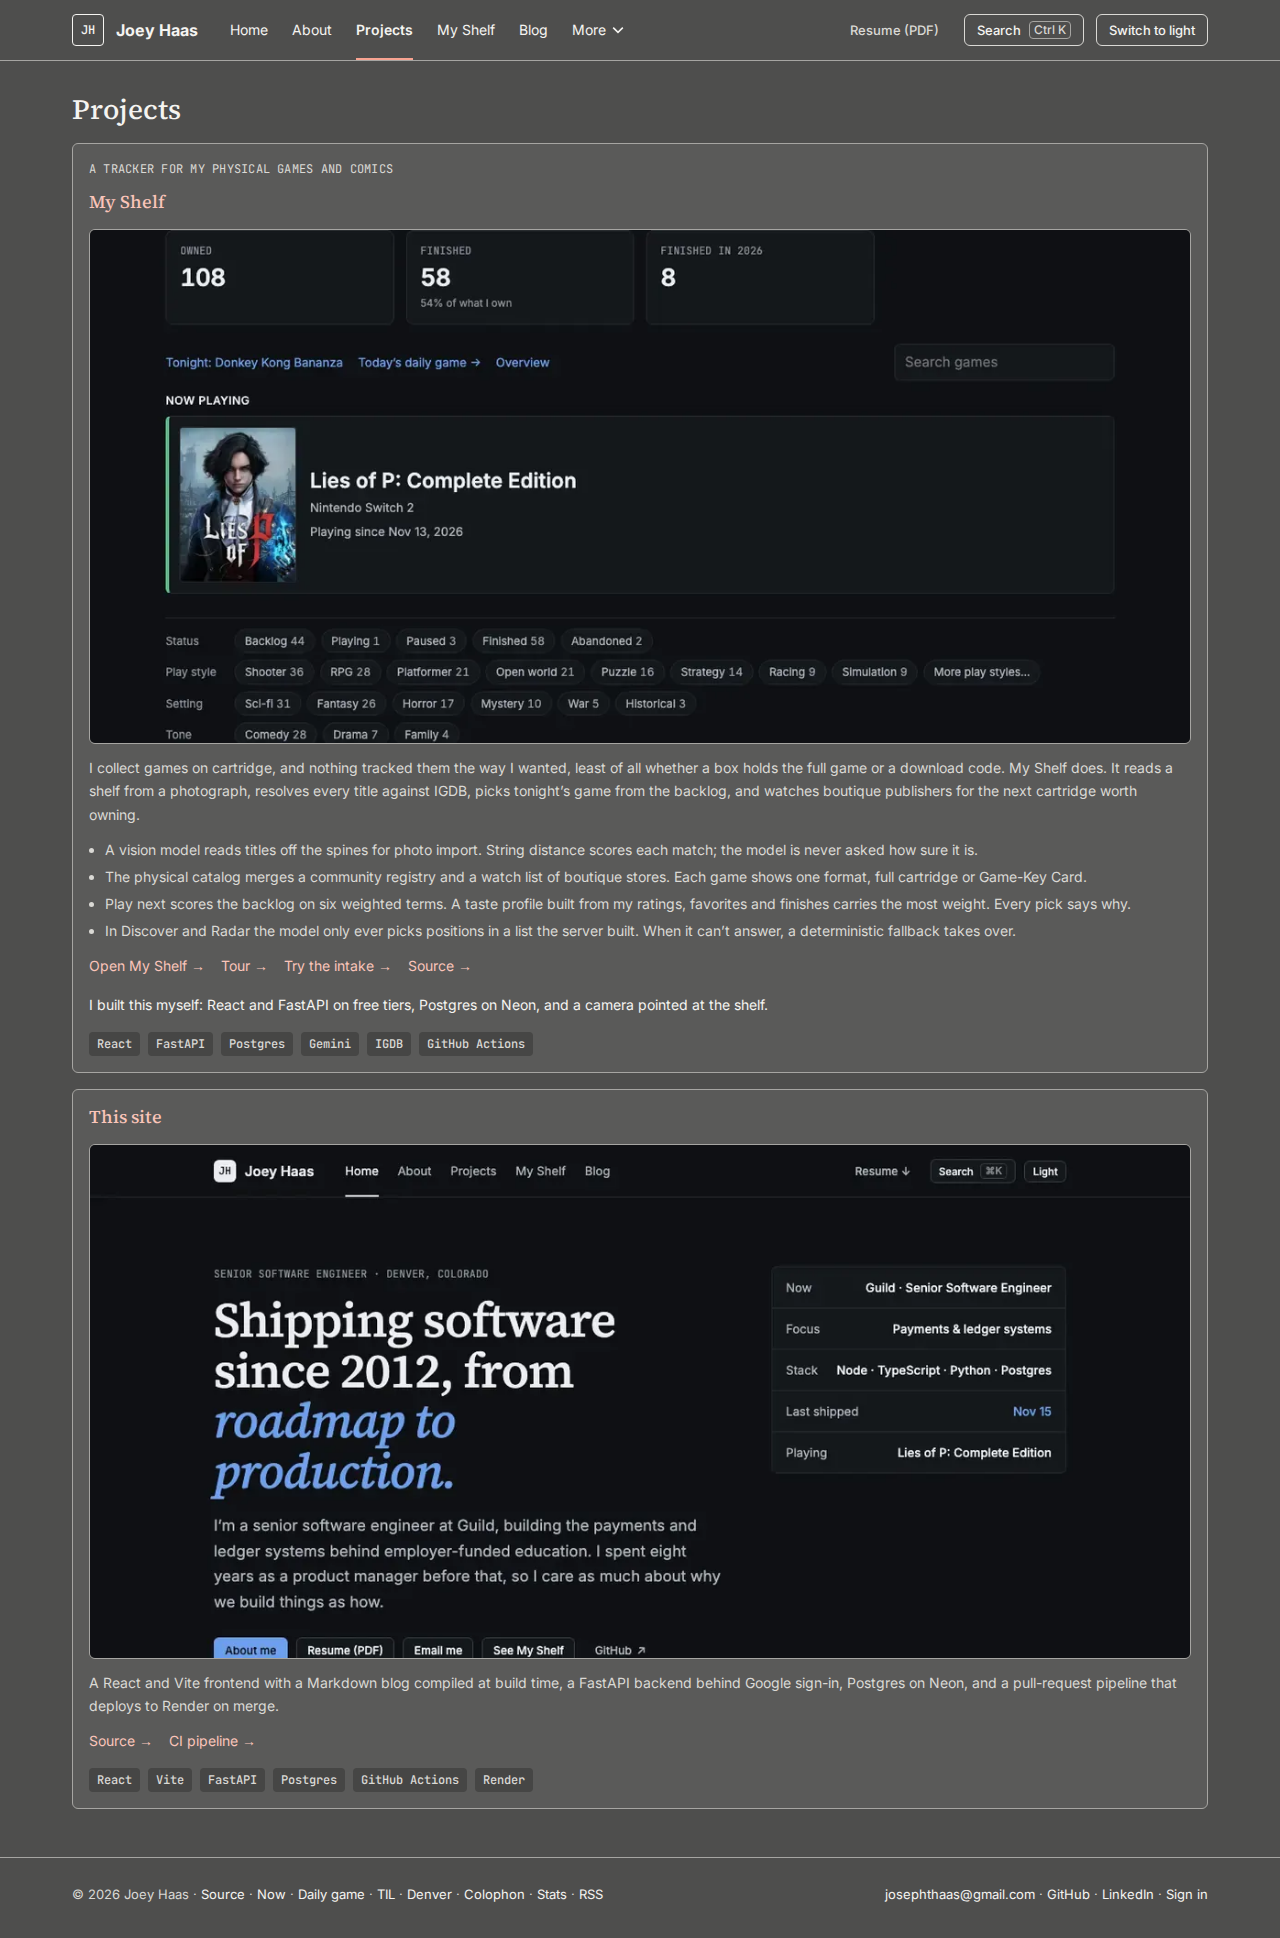 JH Joey Haas Home About Projects My Shelf Blog More Resume (PDF) Search Ctrl K Switch to light
Projects
A TRACKER FOR MY PHYSICAL GAMES AND COMICS
My Shelf
OWNED FINISHED FINISHED IN 2026
108 58 8
54% of what I own
Tonight: Donkey Kong Bananza Today's daily game → Overview Search games
NOW PLAYING
LIES OF P
Lies of P: Complete Edition
Nintendo Switch 2
Playing since Nov 13, 2026
Status Backlog 44 Playing 1 Paused 3 Finished 58 Abandoned 2
Play style Shooter 36 RPG 28 Platformer 21 Open world 21 Puzzle 16 Strategy 14 Racing 9 Simulation 9 More play styles...
Setting Sci-fi 31 Fantasy 26 Horror 17 Mystery 10 War 5 Historical 3
Tone Comedy 28 Drama 7 Family 4
I collect games on cartridge, and nothing tracked them the way I wanted, least of all whether a box holds the full game or a download code. My Shelf does. It reads a
shelf from a photograph, resolves every title against IGDB, picks tonight's game from the backlog, and watches boutique publishers for the next cartridge worth
owning.
• A vision model reads titles off the spines for photo import. String distance scores each match; the model is never asked how sure it is.
• The physical catalog merges a community registry and a watch list of boutique stores. Each game shows one format, full cartridge or Game-Key Card.
• Play next scores the backlog on six weighted terms. A taste profile built from my ratings, favorites and finishes carries the most weight. Every pick says why.
• In Discover and Radar the model only ever picks positions in a list the server built. When it can't answer, a deterministic fallback takes over.
Open My Shelf → Tour → Try the intake → Source →
I built this myself: React and FastAPI on free tiers, Postgres on Neon, and a camera pointed at the shelf.
React FastAPI Postgres Gemini IGDB GitHub Actions
This site
JH Joey Haas Home About Projects My Shelf Blog Resume ↓ Search ⌘K Light
SENIOR SOFTWARE ENGINEER · DENVER, COLORADO
Shipping software
since 2012, from
roadmap to
production.
I'm a senior software engineer at Guild, building the payments and
ledger systems behind employer-funded education. I spent eight
years as a product manager before that, so I care as much about why
we build things as how.
About me Resume (PDF) Email me See My Shelf GitHub ↗
Now Guild · Senior Software Engineer
Focus Payments & ledger systems
Stack Node · TypeScript · Python · Postgres
Last shipped Nov 15
Playing Lies of P: Complete Edition
A React and Vite frontend with a Markdown blog compiled at build time, a FastAPI backend behind Google sign-in, Postgres on Neon, and a pull-request pipeline that
deploys to Render on merge.
Source → CI pipeline →
React Vite FastAPI Postgres GitHub Actions Render
© 2026 Joey Haas · Source · Now · Daily game · TIL · Denver · Colophon · Stats · RSS josephthaas@gmail.com · GitHub · LinkedIn · Sign in